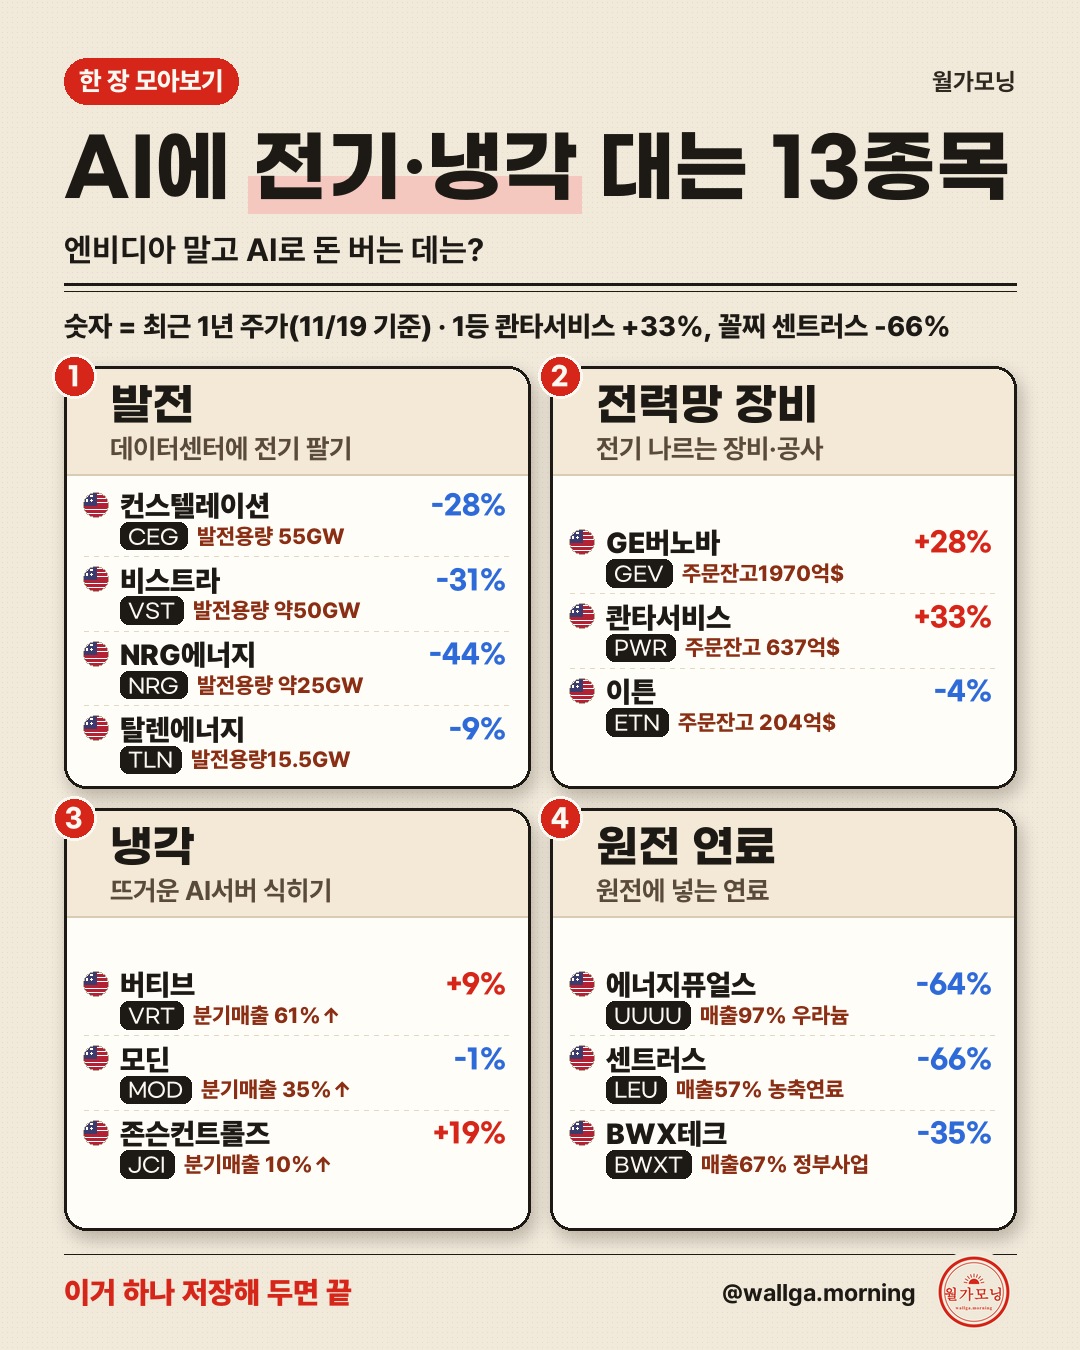 한 장 모아보기
월가모닝
AI에 전기·냉각 대는 13종목
엔비디아 말고 AI로 돈 버는 데는?
숫자 = 최근 1년 주가(11/19 기준) · 1등 콴타서비스 +33%, 꼴찌 센트러스 -66%
1
발전
데이터센터에 전기 팔기
컨스텔레이션 -28%
CEG 발전용량 55GW
비스트라 -31%
VST 발전용량 약50GW
NRG에너지 -44%
NRG 발전용량 약25GW
탈렌에너지 -9%
TLN 발전용량15.5GW
2
전력망 장비
전기 나르는 장비·공사
GE버노바 +28%
GEV 주문잔고1970억$
콴타서비스 +33%
PWR 주문잔고 637억$
이튼 -4%
ETN 주문잔고 204억$
3
냉각
뜨거운 AI서버 식히기
버티브 +9%
VRT 분기매출 61%↑
모딘 -1%
MOD 분기매출 35%↑
존슨컨트롤즈 +19%
JCI 분기매출 10%↑
4
원전 연료
원전에 넣는 연료
에너지퓨얼스 -64%
UUUU 매출97% 우라늄
센트러스 -66%
LEU 매출57% 농축연료
BWX테크 -35%
BWXT 매출67% 정부사업
이거 하나 저장해 두면 끝
@wallga.morning
월가모닝
wallga.morning